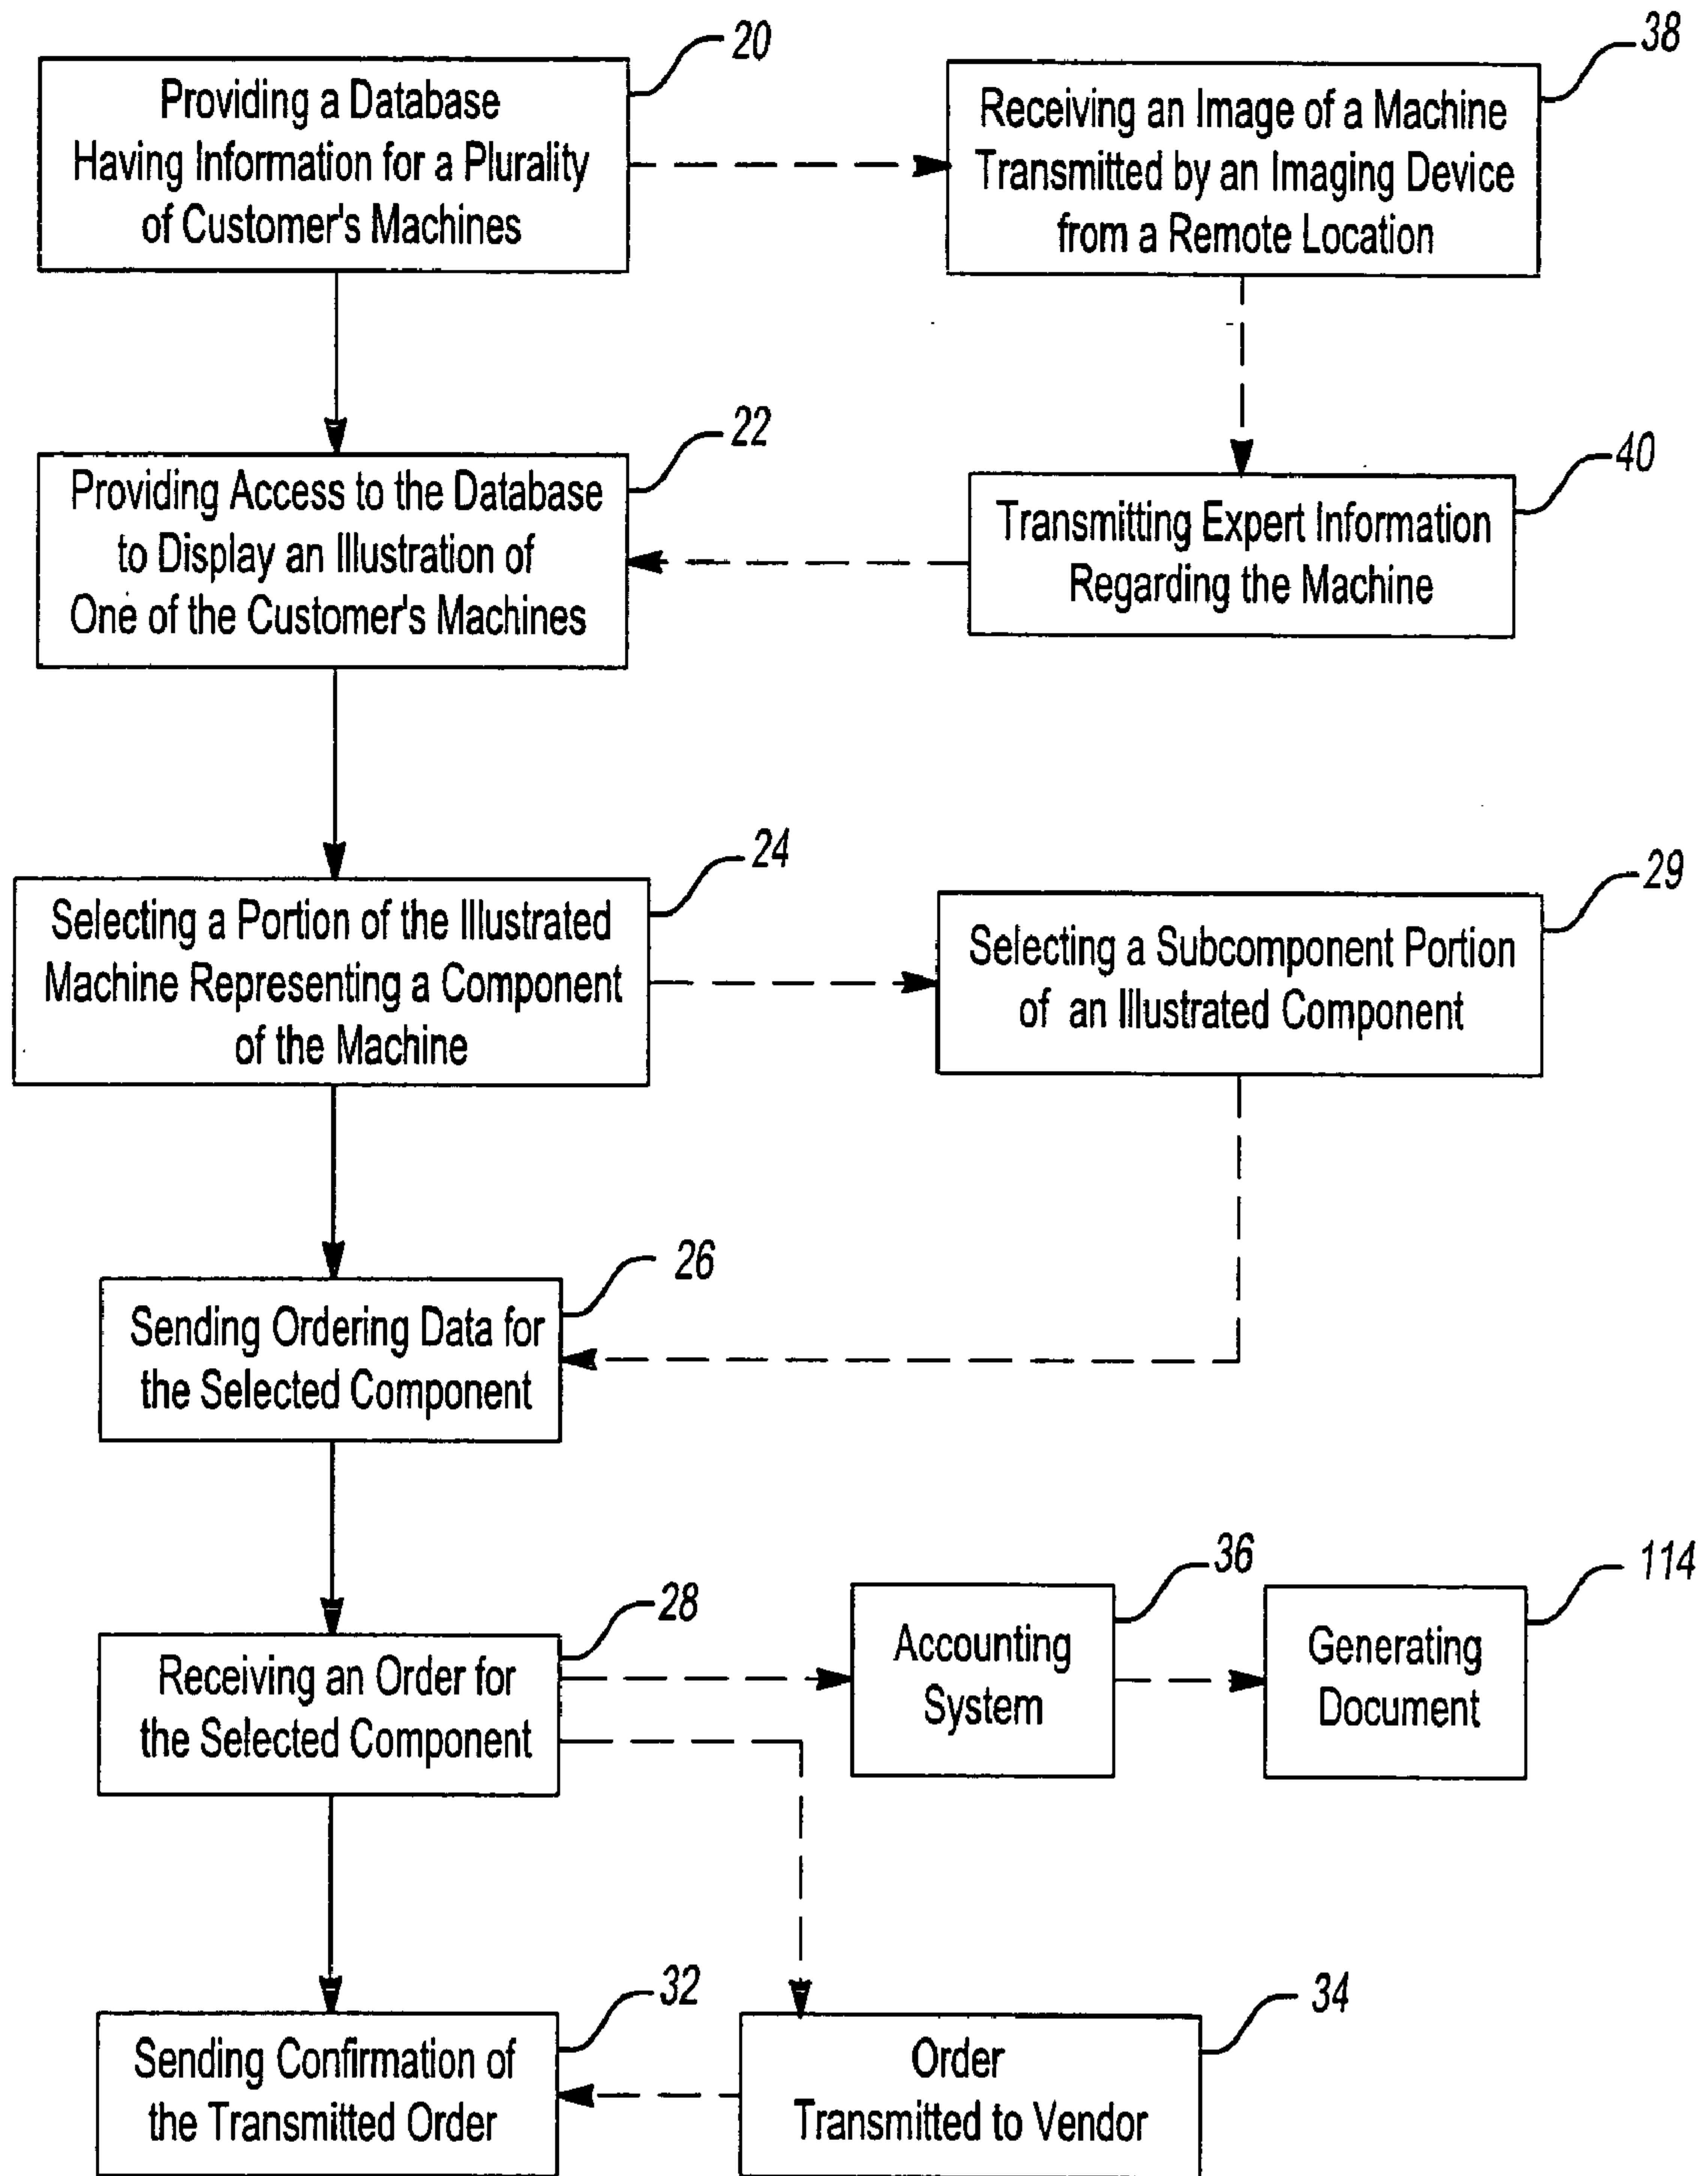 20
Providing a Database
Having Information for a Plurality
of Customer's Machines
38
Receiving an Image of a Machine
Transmitted by an Imaging Device
from a Remote Location
22
Providing Access to the Database
to Display an Illustration of
One of the Customer's Machines
40
Transmitting Expert Information
Regarding the Machine
24
Selecting a Portion of the Illustrated
Machine Representing a Component
of the Machine
29
Selecting a Subcomponent Portion
of an Illustrated Component
26
Sending Ordering Data for
the Selected Component
28
Receiving an Order for
the Selected Component
36
Accounting
System
114
Generating
Document
32
Sending Confirmation of
the Transmitted Order
34
Order
Transmitted to Vendor